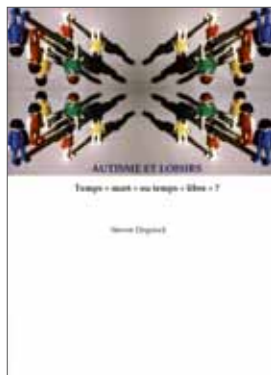 AUTISME ET LOISIRS
Temps « mort » ou temps « libre » ?
Steven Degrieck